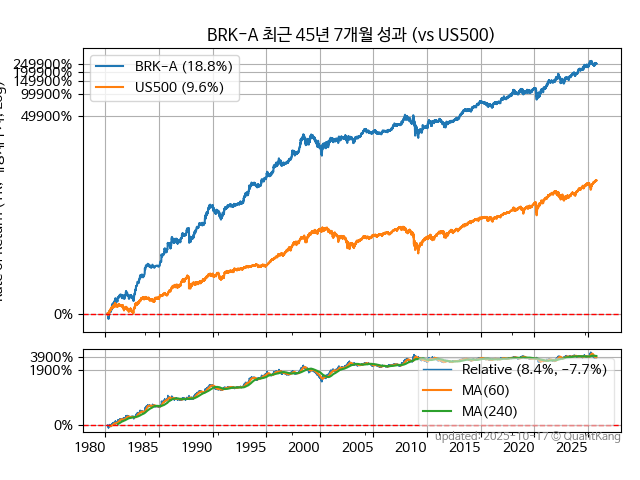 BRK-A 최근 45년 7개월 성과 (vs US500)
BRK-A (18.8%)
US500 (9.6%)
249900%
199900%
149900%
99900%
49900%
0%
3900%
1900%
0%
Relative (8.4%, -7.7%)
MA(60)
MA(240)
1980 1985 1990 1995 2000 2005 2010 2015 2020 2025
updated: 2025-10-17 © QuantKang